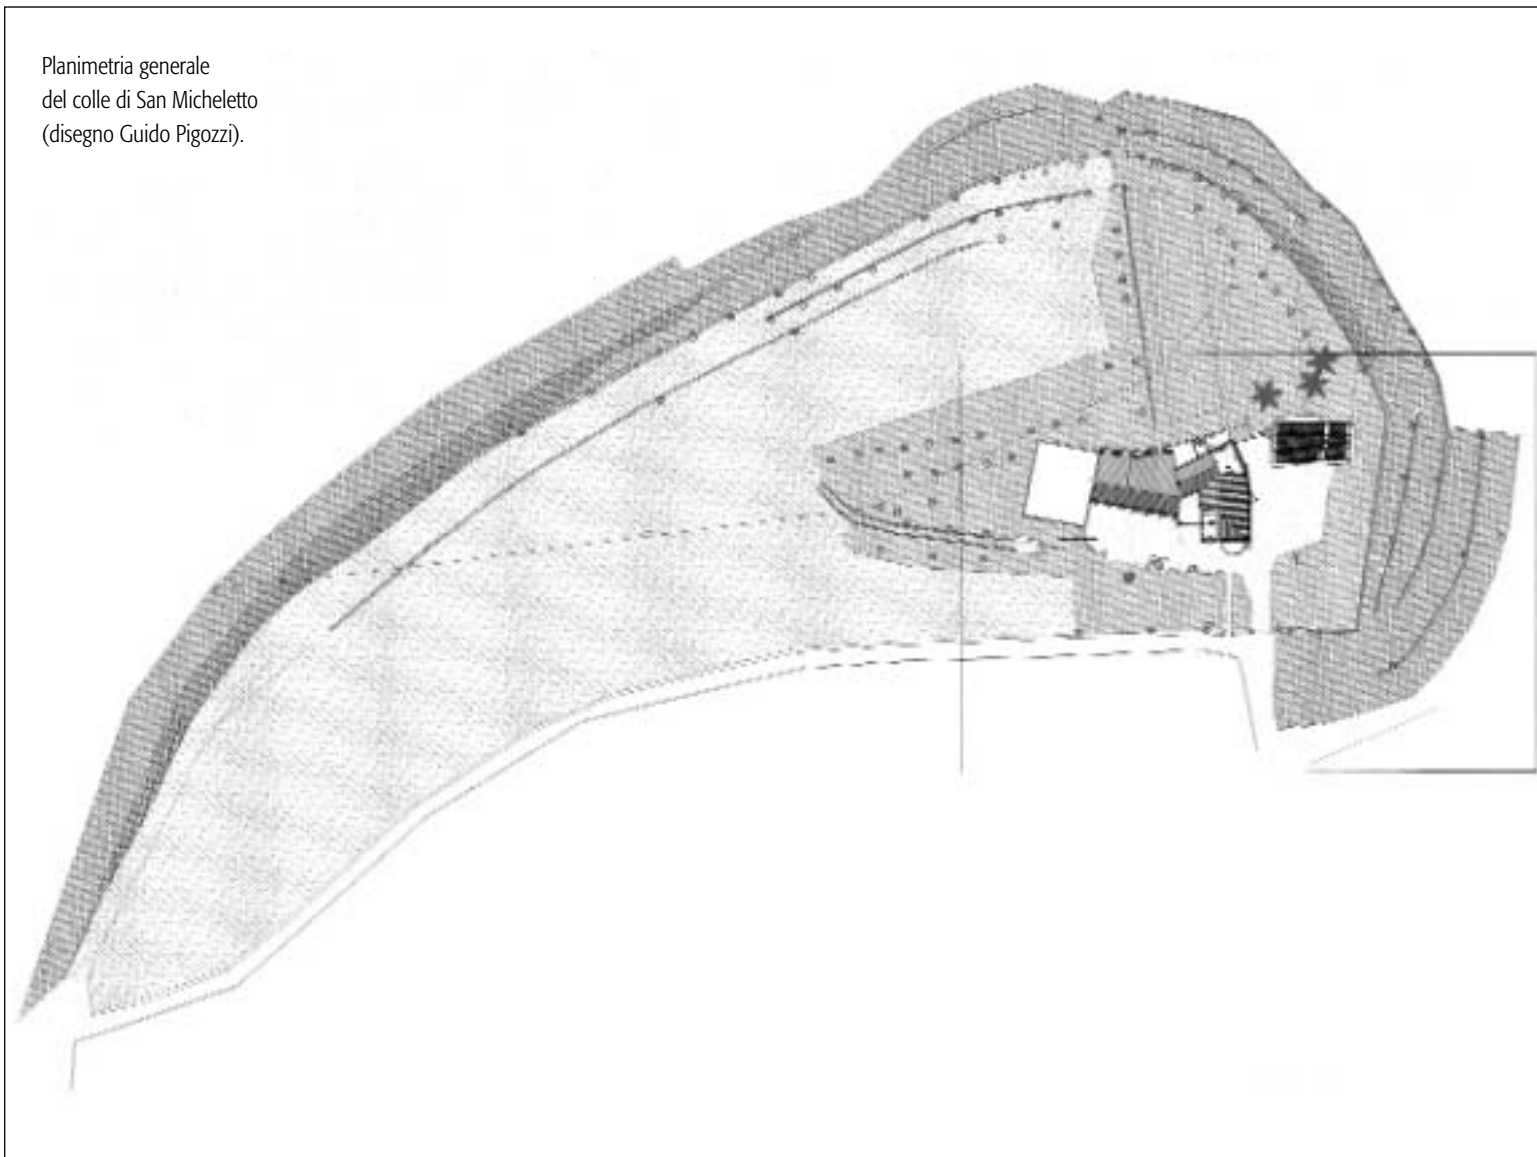 Planimetria generale
del colle di San Micheletto
(disegno Guido Pigozzi).